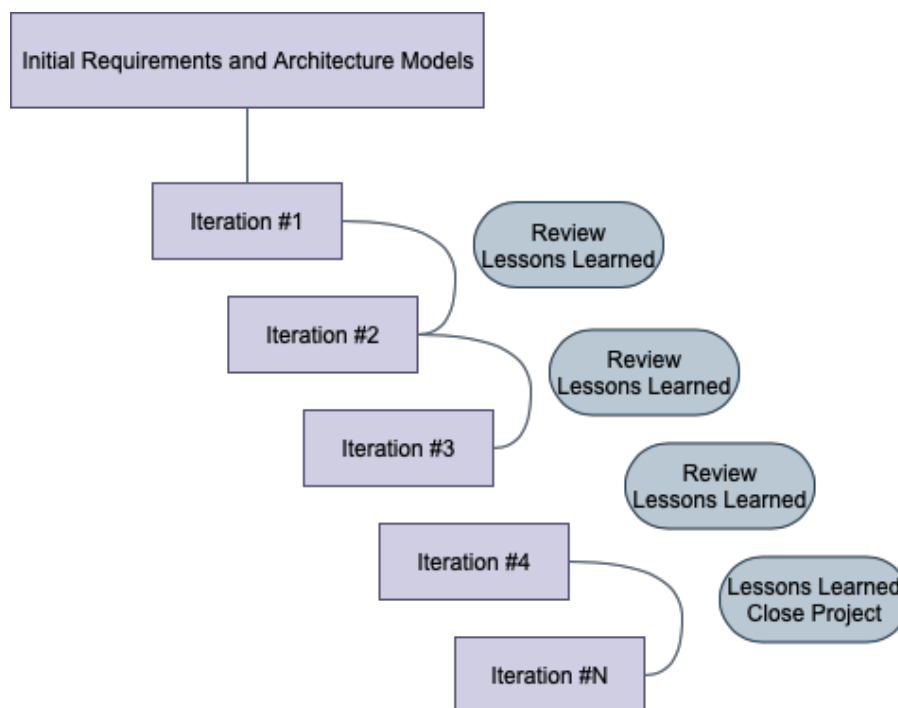 Initial Requirements and Architecture Models
Iteration #1
Review
Lessons Learned
Iteration #2
Review
Lessons Learned
Iteration #3
Review
Lessons Learned
Iteration #4
Lessons Learned
Close Project
Iteration #N